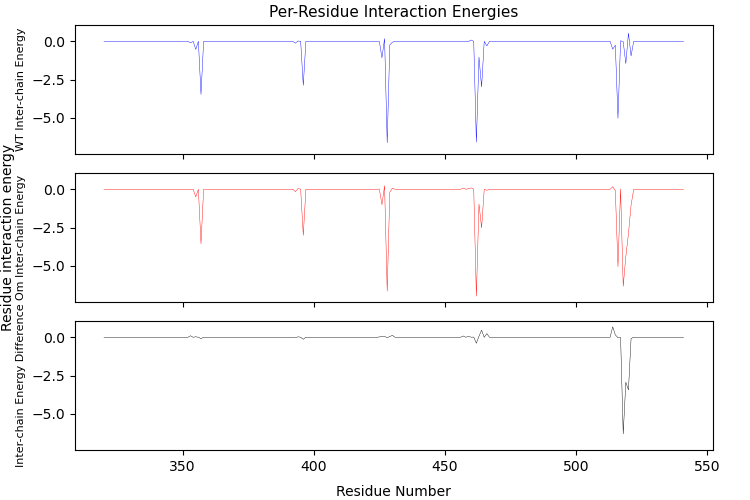 Per-Residue Interaction Energies
WT Inter-chain Energy
0.0
−2.5
−5.0
Residue interaction energy
Om Inter-chain Energy
0.0
−2.5
−5.0
Inter-chain Energy Difference
0.0
−2.5
−5.0
350 400 450 500 550
Residue Number